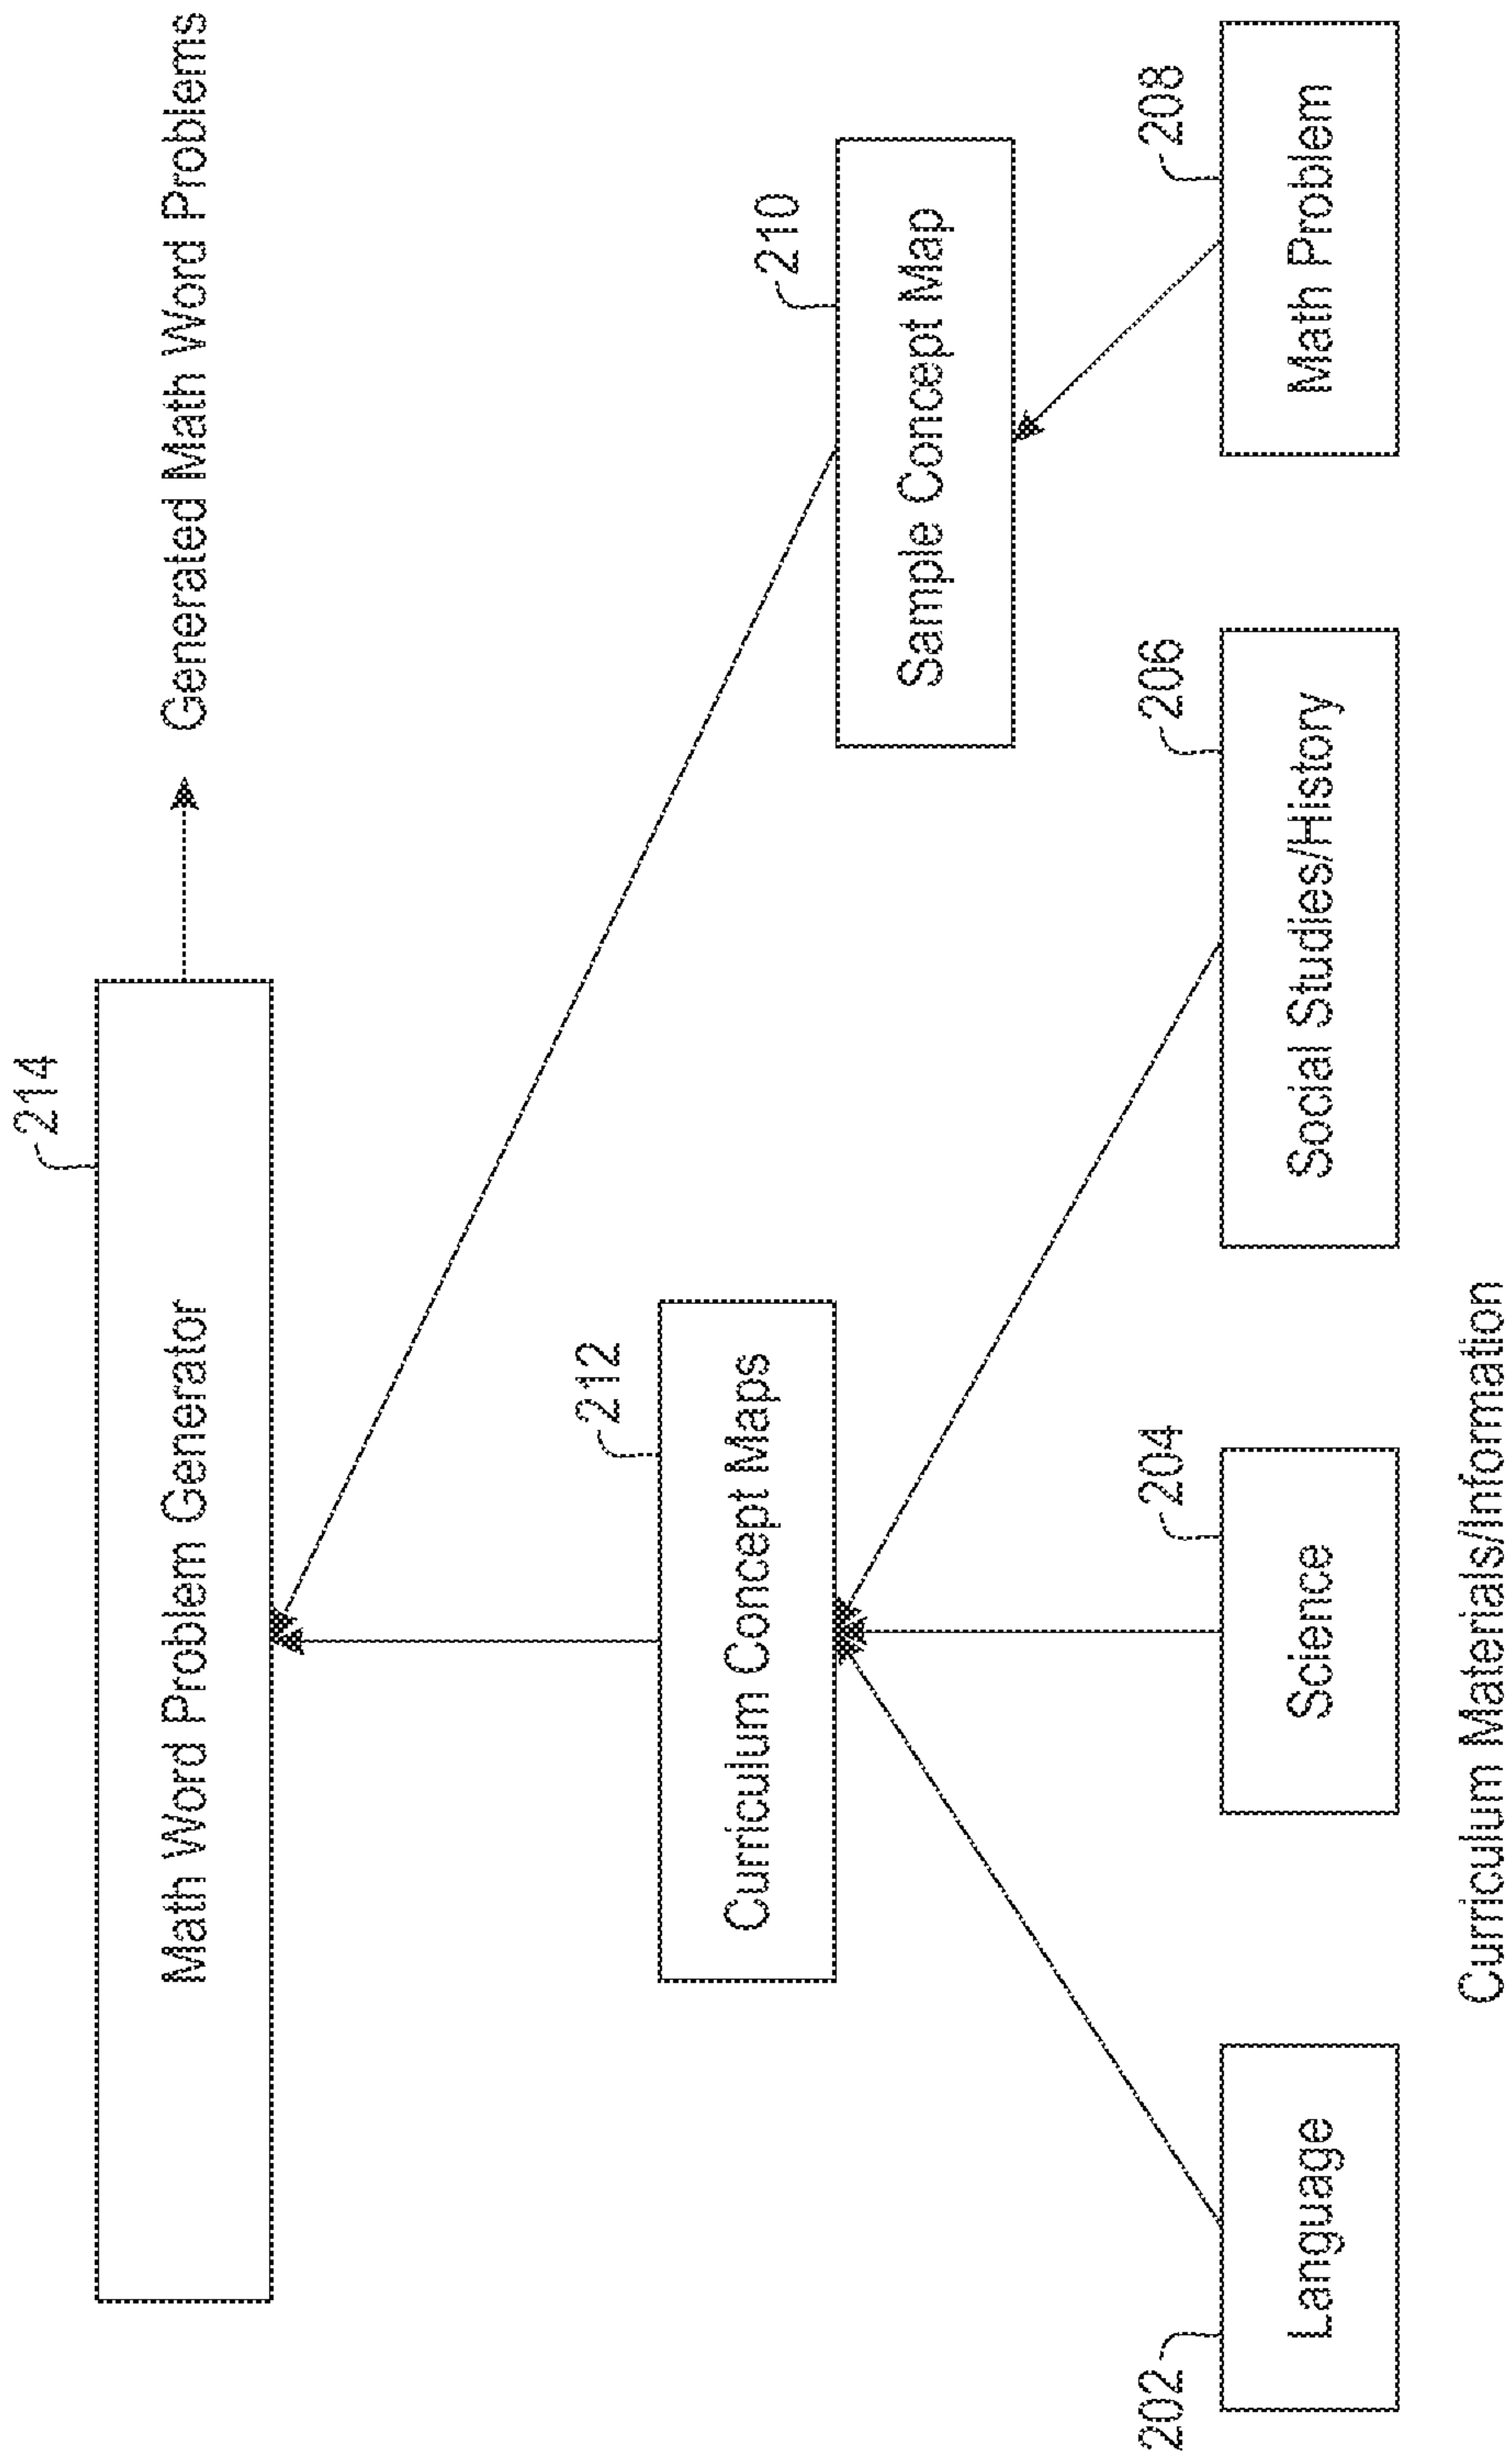 214
Math Word Problem Generator
Generated Math Word Problems
212
Curriculum Concept Maps
210
Sample Concept Map
202
Language
204
Science
206
Social Studies/History
208
Math Problem
Curriculum Materials/Information